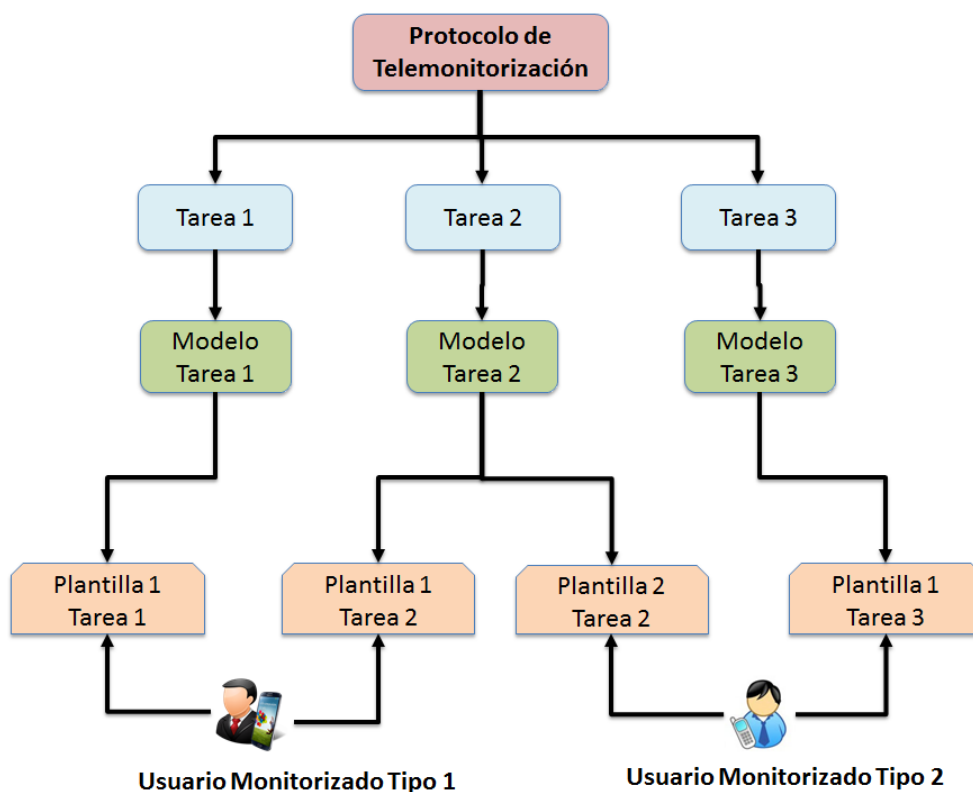 Protocolo de
Telemonitorización
Tarea 1
Tarea 2
Tarea 3
Modelo
Tarea 1
Modelo
Tarea 2
Modelo
Tarea 3
Plantilla 1
Tarea 1
Plantilla 1
Tarea 2
Plantilla 2
Tarea 2
Plantilla 1
Tarea 3
Usuario Monitorizado Tipo 1
Usuario Monitorizado Tipo 2